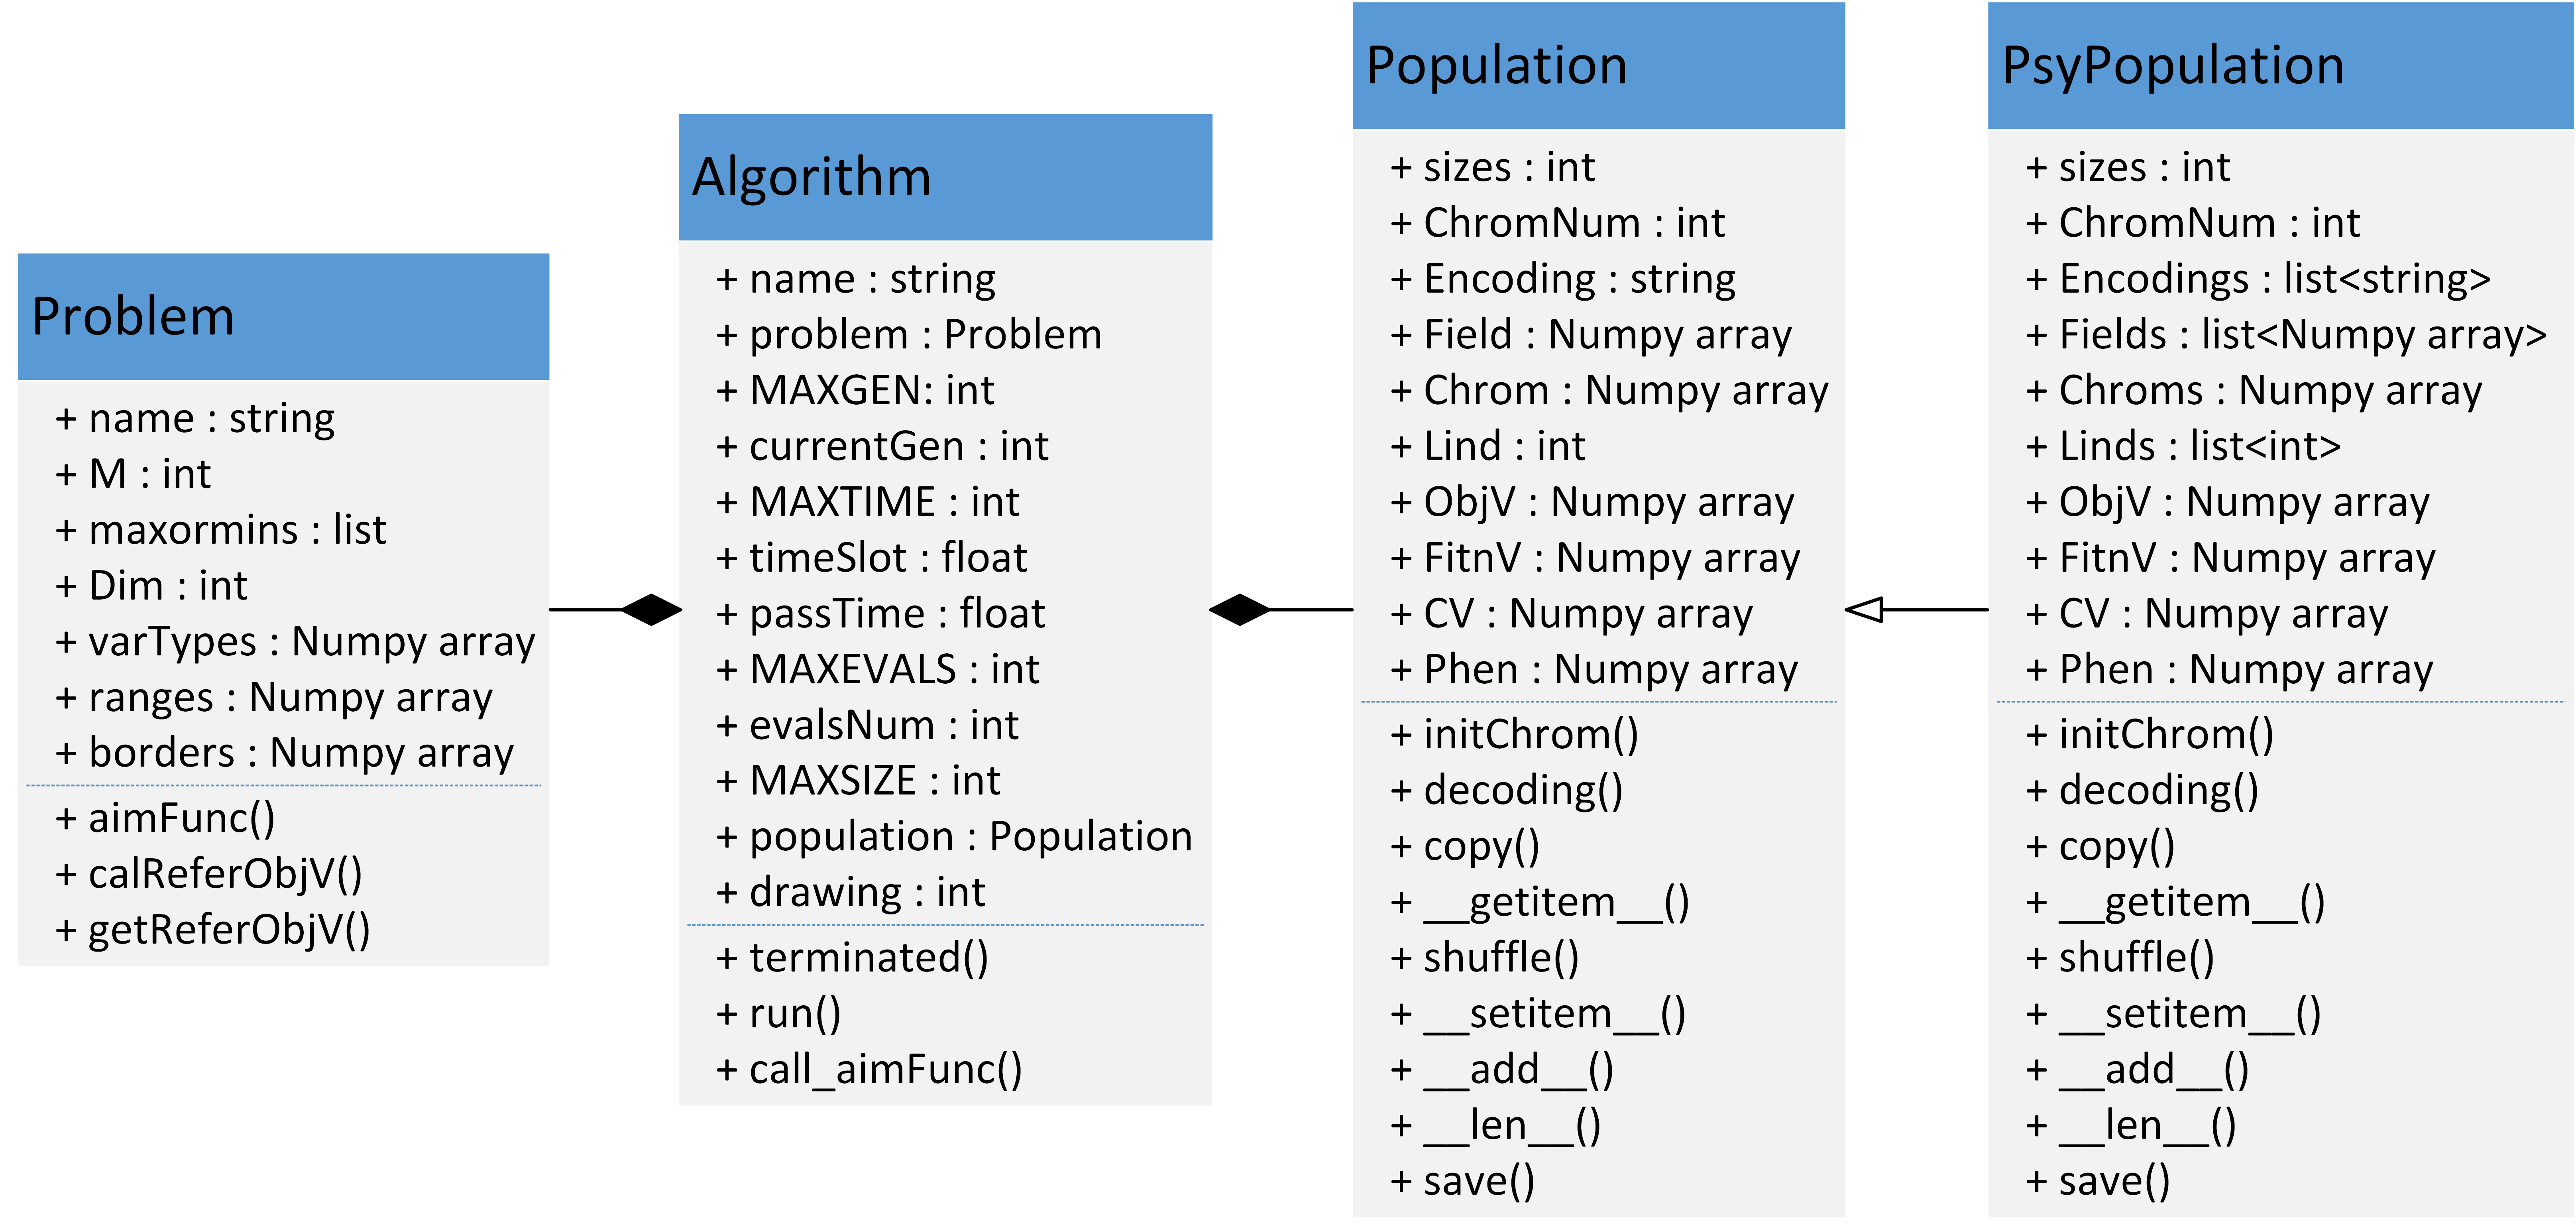 Problem
+ name : string
+ M : int
+ maxormins : list
+ Dim : int
+ varTypes : Numpy array
+ ranges : Numpy array
+ borders : Numpy array
+ aimFunc()
+ calReferObjV()
+ getReferObjV()
Algorithm
+ name : string
+ problem : Problem
+ MAXGEN: int
+ currentGen : int
+ MAXTIME : int
+ timeSlot : float
+ passTime : float
+ MAXEVALS : int
+ evalsNum : int
+ MAXSIZE : int
+ population : Population
+ drawing : int
+ terminated()
+ run()
+ call_aimFunc()
Population
+ sizes : int
+ ChromNum : int
+ Encoding : string
+ Field : Numpy array
+ Chrom : Numpy array
+ Lind : int
+ ObjV : Numpy array
+ FitnV : Numpy array
+ CV : Numpy array
+ Phen : Numpy array
+ initChrom()
+ decoding()
+ copy()
+ __getitem__()
+ shuffle()
+ __setitem__()
+ __add__()
+ __len__()
+ save()
PsyPopulation
+ sizes : int
+ ChromNum : int
+ Encodings : list<string>
+ Fields : list<Numpy array>
+ Chroms : Numpy array
+ Linds : list<int>
+ ObjV : Numpy array
+ FitnV : Numpy array
+ CV : Numpy array
+ Phen : Numpy array
+ initChrom()
+ decoding()
+ copy()
+ __getitem__()
+ shuffle()
+ __setitem__()
+ __add__()
+ __len__()
+ save()